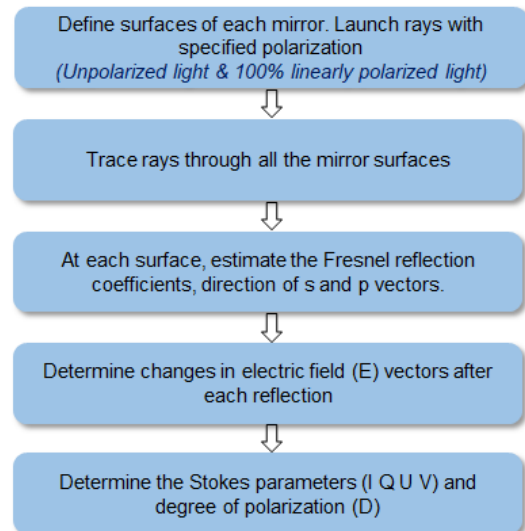 Define surfaces of each mirror. Launch rays with
specified polarization
(Unpolarized light & 100% linearly polarized light)
Trace rays through all the mirror surfaces
At each surface, estimate the Fresnel reflection
coefficients, direction of s and p vectors.
Determine changes in electric field (E) vectors after
each reflection
Determine the Stokes parameters (I Q U V) and
degree of polarization (D)